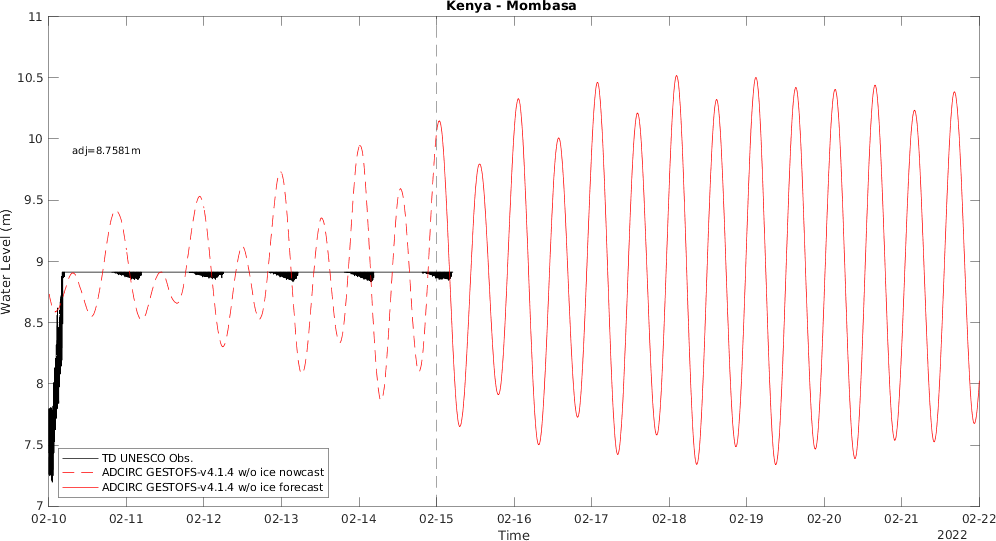 Kenya - Mombasa
11
10.5
10
adj=8.7581m
9.5
Water Level (m)
9
8.5
8
7.5
7
TD UNESCO Obs.
ADCIRC GESTOFS-v4.1.4 w/o ice nowcast
ADCIRC GESTOFS-v4.1.4 w/o ice forecast
02-10 02-11 02-12 02-13 02-14 02-15 02-16 02-17 02-18 02-19 02-20 02-21 02-22
Time
2022